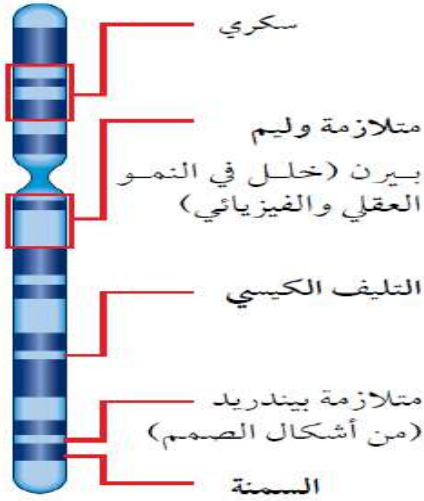 سكري
متلازمة وليم
بيرن (خلل في النمو
العقلي والفيزيائي)
التليف الكيسي
متلازمة بيندريد
(من أشكال الصمم)
السمنة